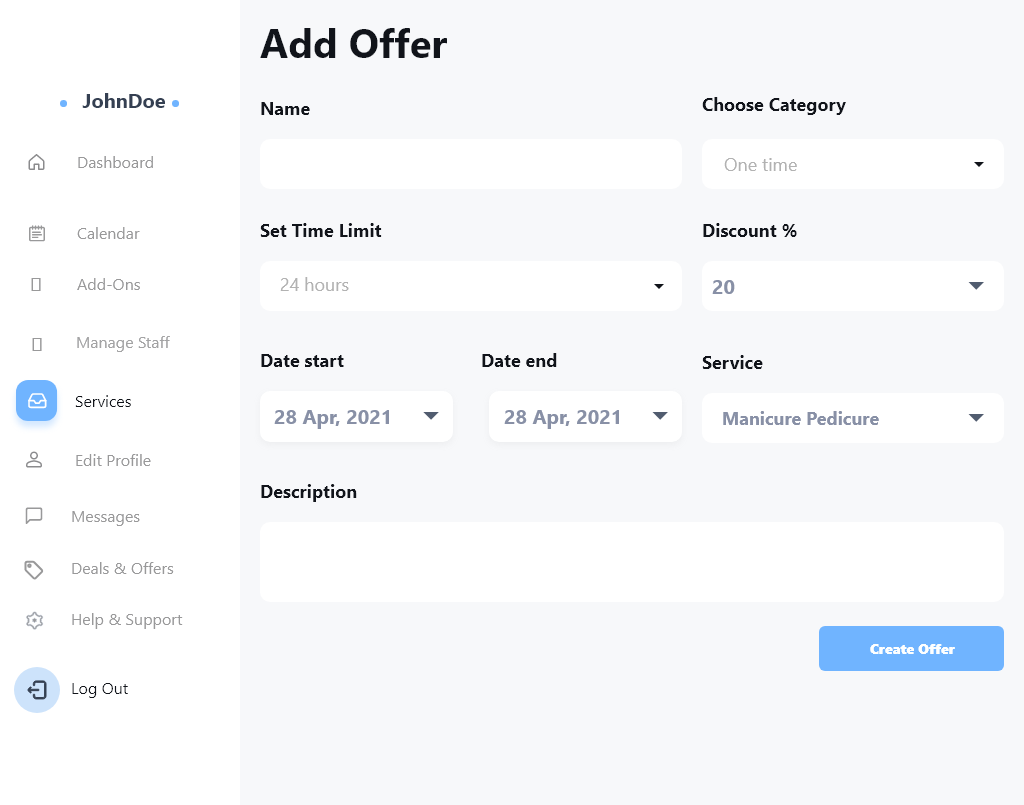 JohnDoe
Dashboard
Calendar
Add-Ons
Manage Staff
Services
Edit Profile
Messages
Deals & Offers
Help & Support
Log Out
Add Offer
Name
Choose Category
One time
Set Time Limit
Discount %
24 hours
20
Date start
Date end
Service
28 Apr, 2021
28 Apr, 2021
Manicure Pedicure
Description
Create Offer